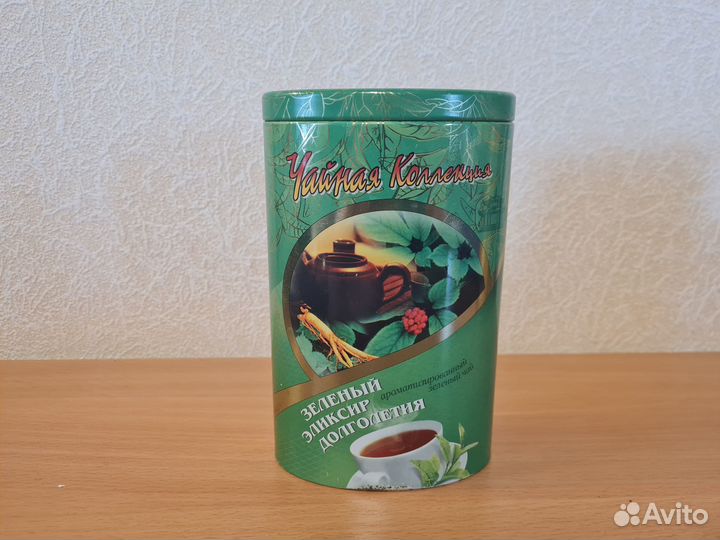 Чайная Коллекция
ароматизированный
зеленый чай
ЗЕЛЕНЫЙ
ЭЛИКСИР
ДОЛГОЛЕТИЯ
Avito